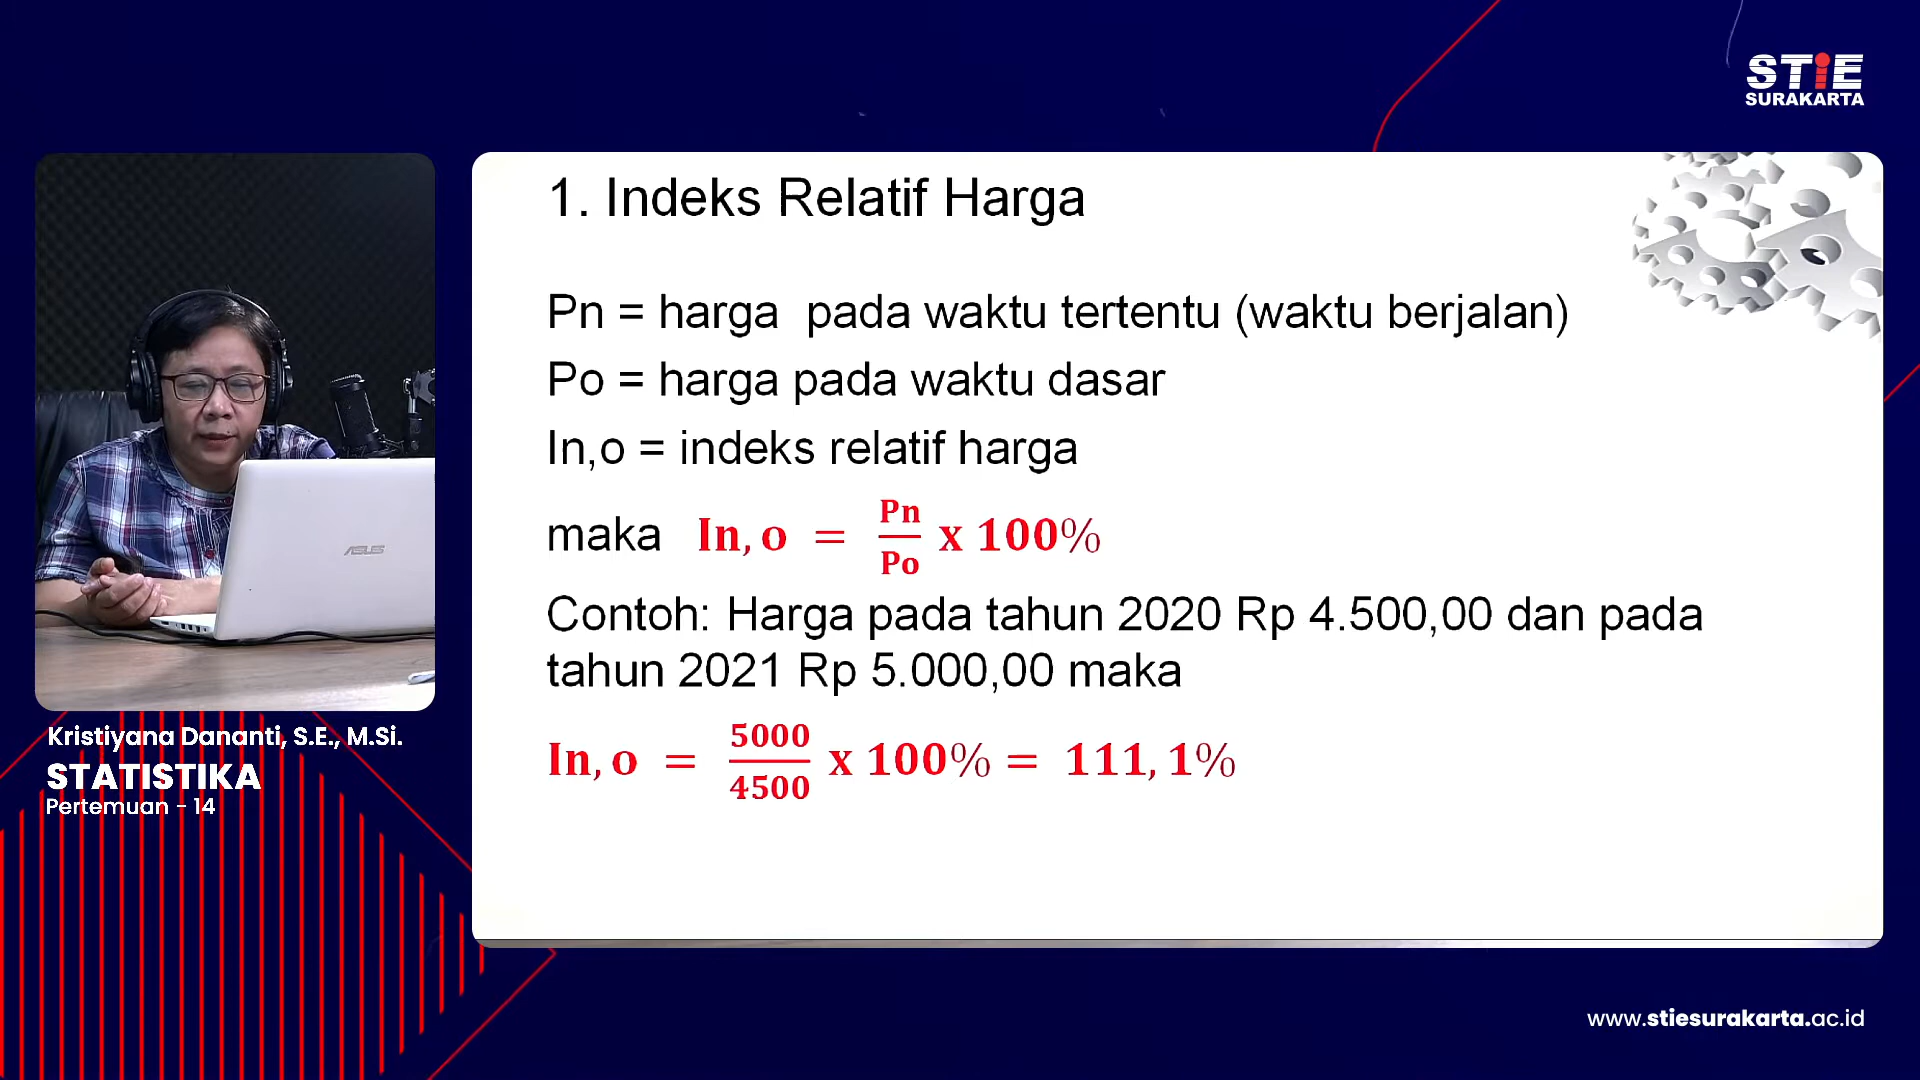 STiE
SURAKARTA
1. Indeks Relatif Harga
Pn = harga pada waktu tertentu (waktu berjalan)
Po = harga pada waktu dasar
In,o = indeks relatif harga
maka In, o = Pn/Po x 100%
Contoh: Harga pada tahun 2020 Rp 4.500,00 dan pada
tahun 2021 Rp 5.000,00 maka
In, o = 5000/4500 x 100% = 111, 1%
ASUS
Kristiyana Dananti, S.E., M.Si.
STATISTIKA
Pertemuan - 14
www.stiesurakarta.ac.id